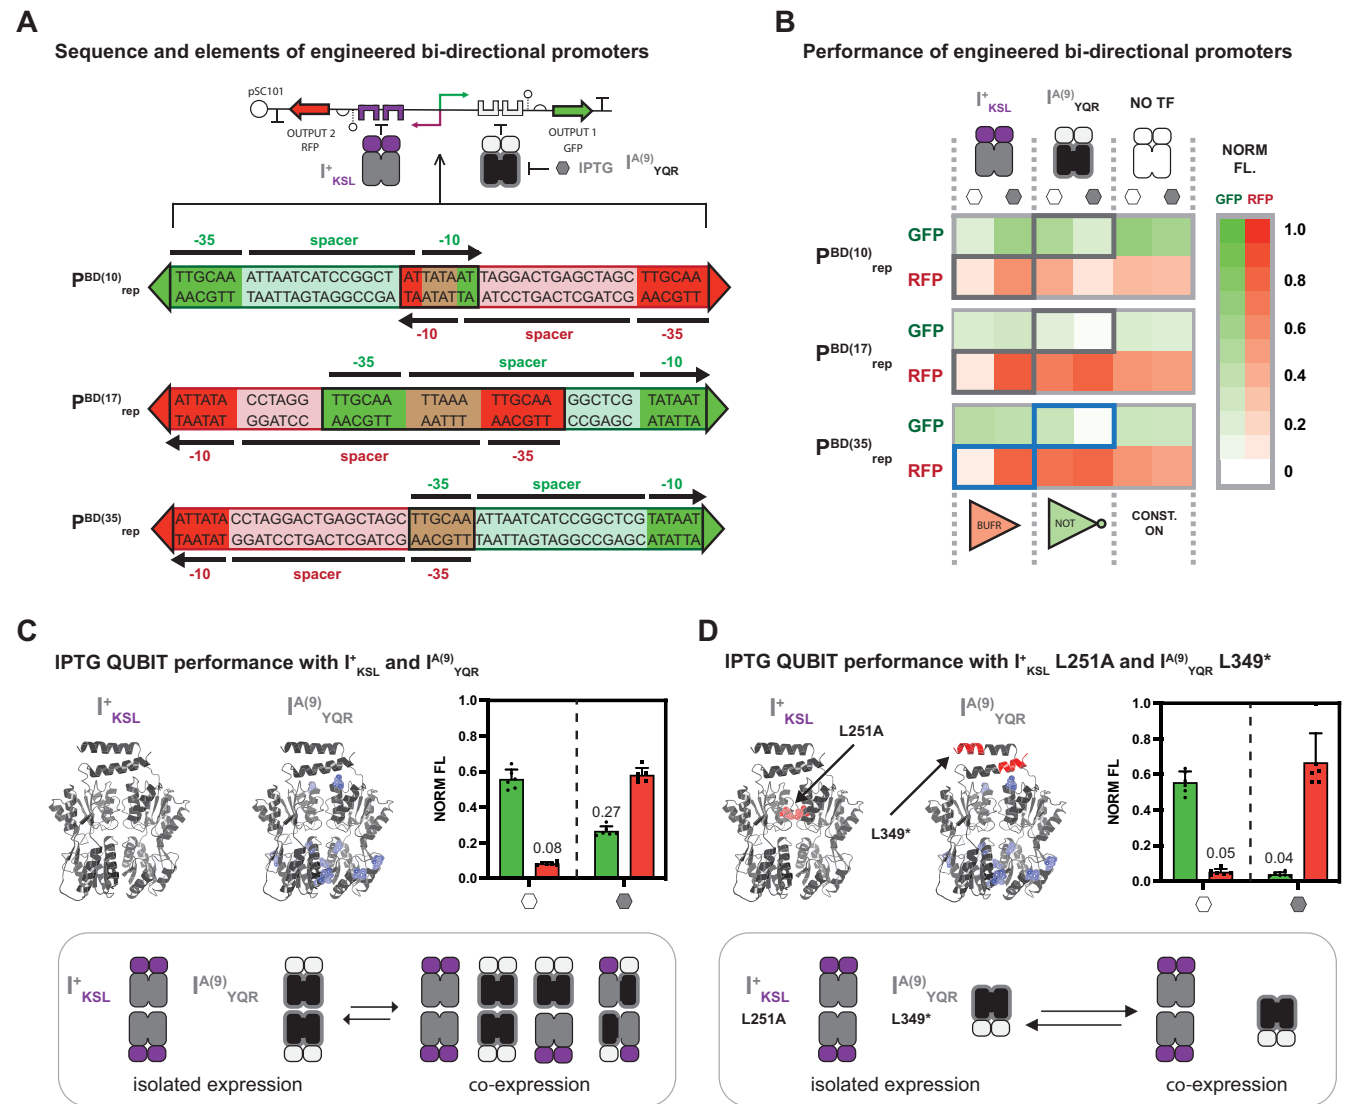 A
Sequence and elements of engineered bi-directional promoters
pSC101
OUTPUT 2
RFP
OUTPUT 1
GFP
I+KSL
IPTG
IA(9)YQR
-35 spacer -10
PBD(10)rep
TTGCAA ATTAATCATCCGGCT AT TATA AT TAGGACTGAGCTAGC TTGCAA
AACGTT TAATTAGTAGGCCGA TA ATAT TA ATCCTGACTCGATCG AACGTT
-10 spacer -35
-35 spacer -10
PBD(17)rep
ATTATA CCTAGG TTGCAA TTAAA TTGCAA GGCTCG TATAAT
TAATAT GGATCC AACGTT AATTT AACGTT CCGAGC ATATTA
-10 spacer -35
-35 spacer -10
PBD(35)rep
ATTATA CCTAGGACTGAGCTAGC TTGCAA ATTAATCATCCGGCTCG TATAAT
TAATAT GGATCCTGACTCGATCG AACGTT TAATTAGTAGGCCGAGC ATATTA
-10 spacer -35
B
Performance of engineered bi-directional promoters
I+KSL
IA(9)YQR
NO TF
NORM
FL.
GFP RFP
PBD(10)rep
GFP
RFP
PBD(17)rep
GFP
RFP
PBD(35)rep
GFP
RFP
1.0
0.8
0.6
0.4
0.2
0
BUFR
NOT
CONST.
ON
C
IPTG QUBIT performance with I+KSL and IA(9)YQR
I+KSL
IA(9)YQR
NORM FL
1.0
0.8
0.6
0.4
0.2
0.0
0.08
0.27
I+KSL
IA(9)YQR
isolated expression
co-expression
D
IPTG QUBIT performance with I+KSL L251A and IA(9)YQR L349*
I+KSL
L251A
IA(9)YQR
L349*
NORM FL
1.0
0.8
0.6
0.4
0.2
0.0
0.05
0.04
I+KSL
L251A
IA(9)YQR
L349*
isolated expression
co-expression